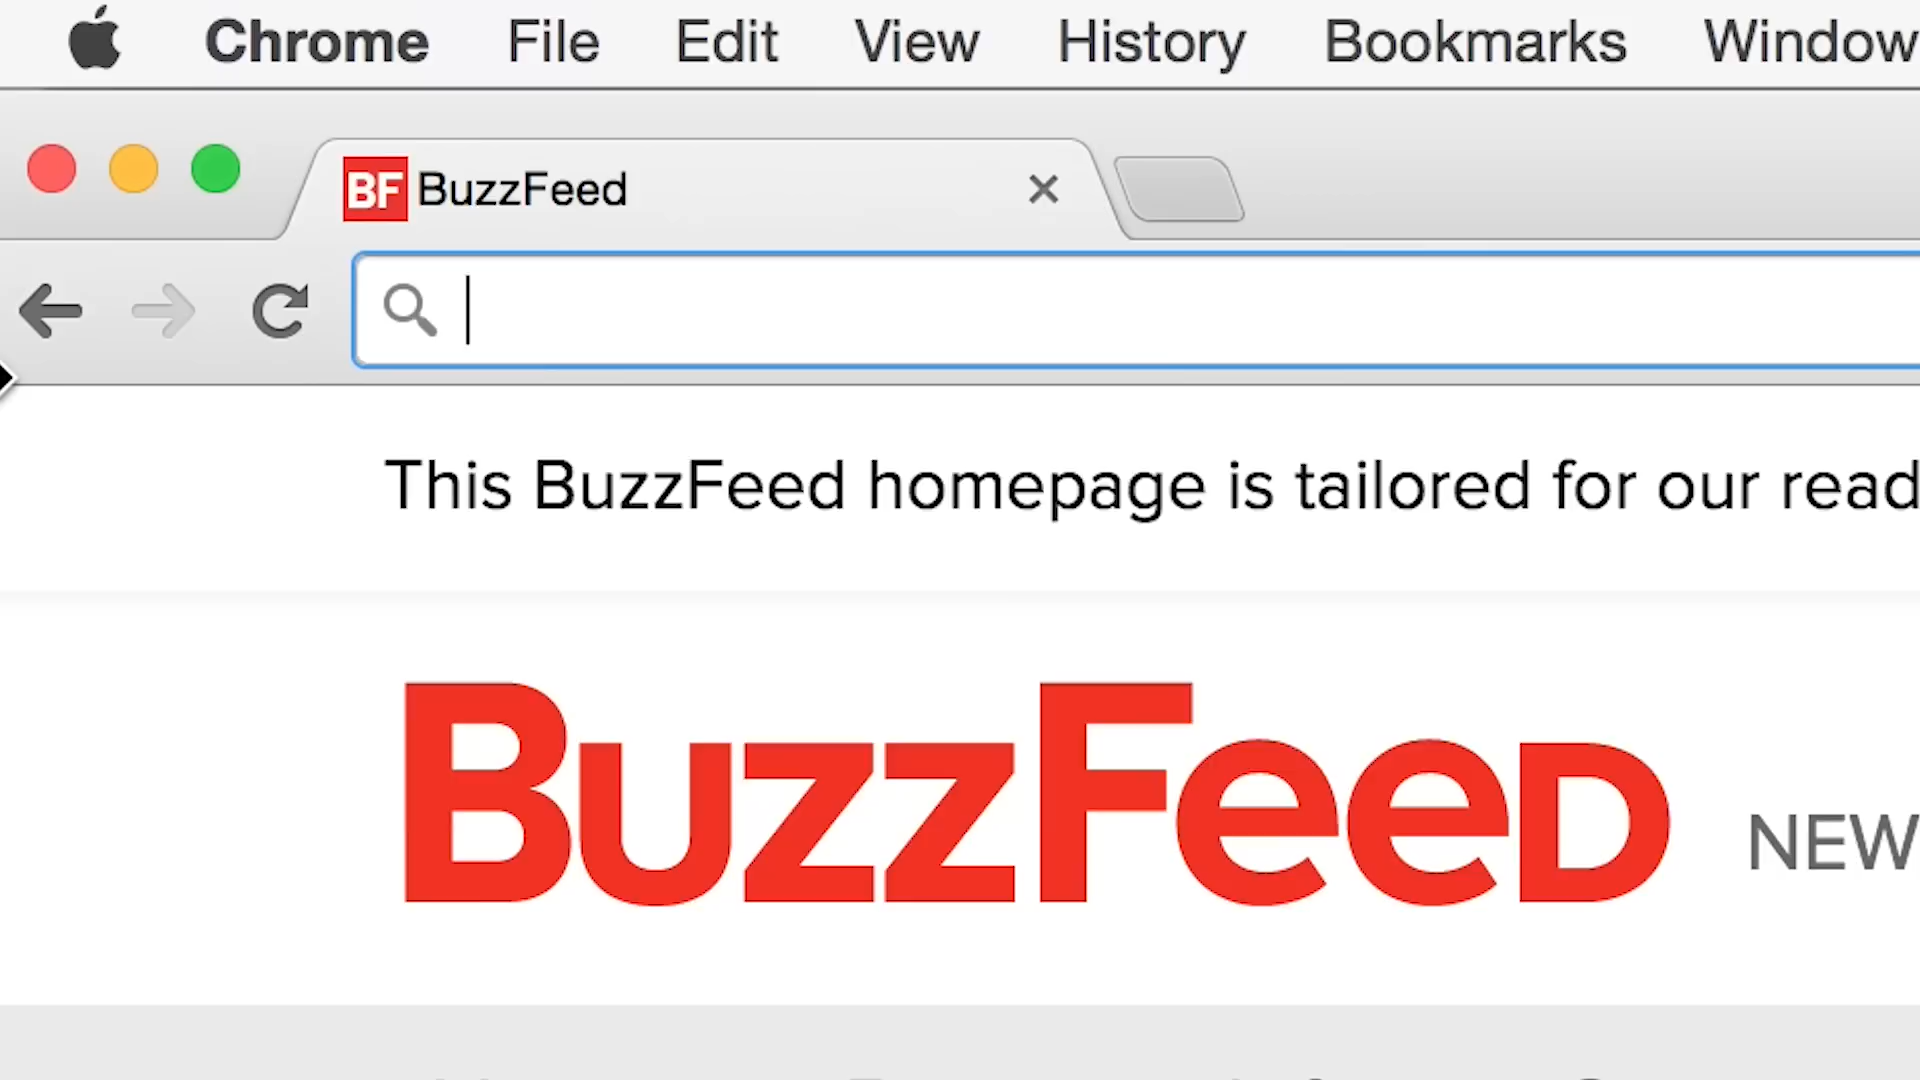 Chrome File Edit View History Bookmarks Window
BF BuzzFeed
This BuzzFeed homepage is tailored for our read
BuzzFeeD
NEW